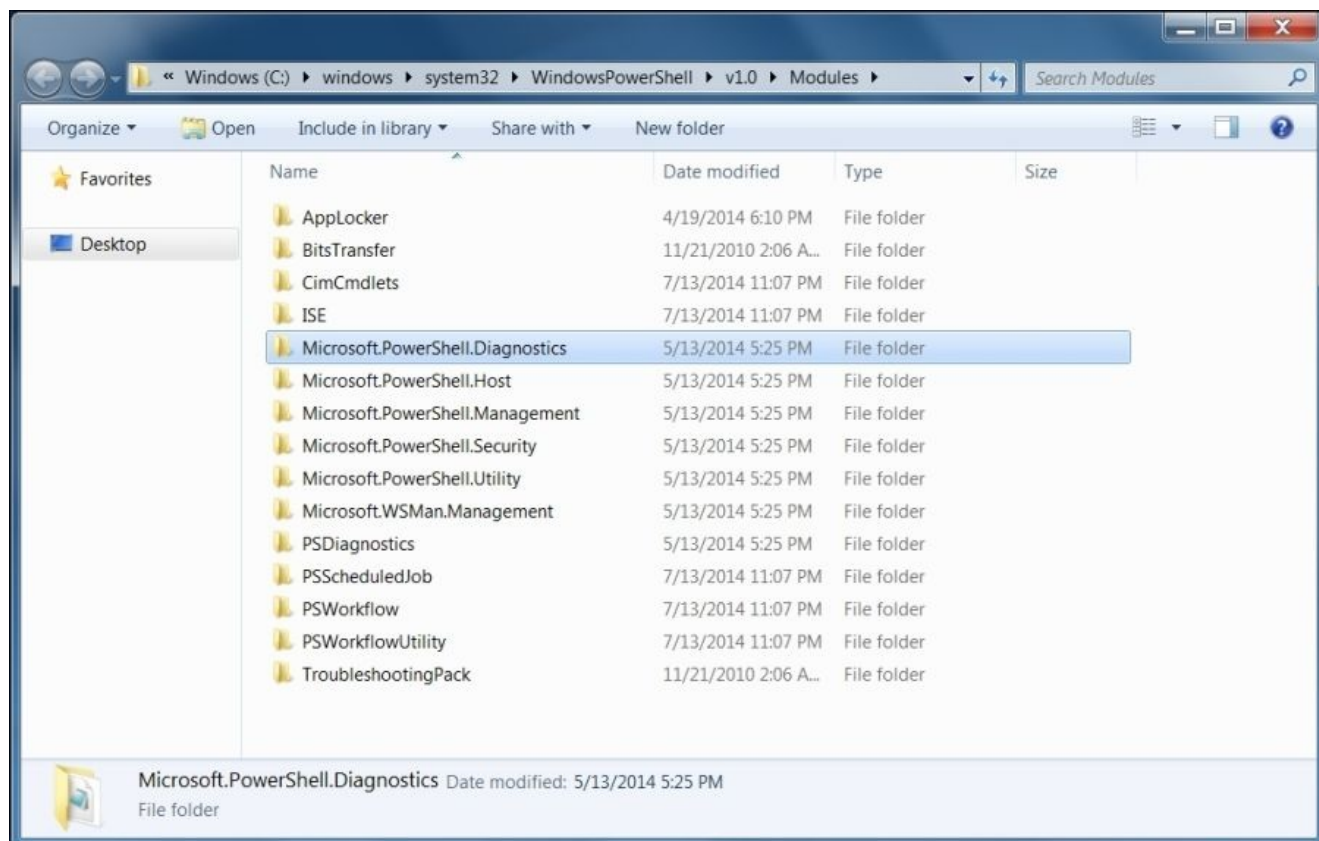 « Windows (C:) ▸ windows ▸ system32 ▸ WindowsPowerShell ▸ v1.0 ▸ Modules ▸ Search Modules
Organize Open Include in library Share with New folder
Favorites
Desktop
Name Date modified Type Size
AppLocker 4/19/2014 6:10 PM File folder
BitsTransfer 11/21/2010 2:06 A... File folder
CimCmdlets 7/13/2014 11:07 PM File folder
ISE 7/13/2014 11:07 PM File folder
Microsoft.PowerShell.Diagnostics 5/13/2014 5:25 PM File folder
Microsoft.PowerShell.Host 5/13/2014 5:25 PM File folder
Microsoft.PowerShell.Management 5/13/2014 5:25 PM File folder
Microsoft.PowerShell.Security 5/13/2014 5:25 PM File folder
Microsoft.PowerShell.Utility 5/13/2014 5:25 PM File folder
Microsoft.WSMan.Management 5/13/2014 5:25 PM File folder
PSDiagnostics 5/13/2014 5:25 PM File folder
PSScheduledJob 7/13/2014 11:07 PM File folder
PSWorkflow 7/13/2014 11:07 PM File folder
PSWorkflowUtility 7/13/2014 11:07 PM File folder
TroubleshootingPack 11/21/2010 2:06 A... File folder
Microsoft.PowerShell.Diagnostics Date modified: 5/13/2014 5:25 PM
File folder